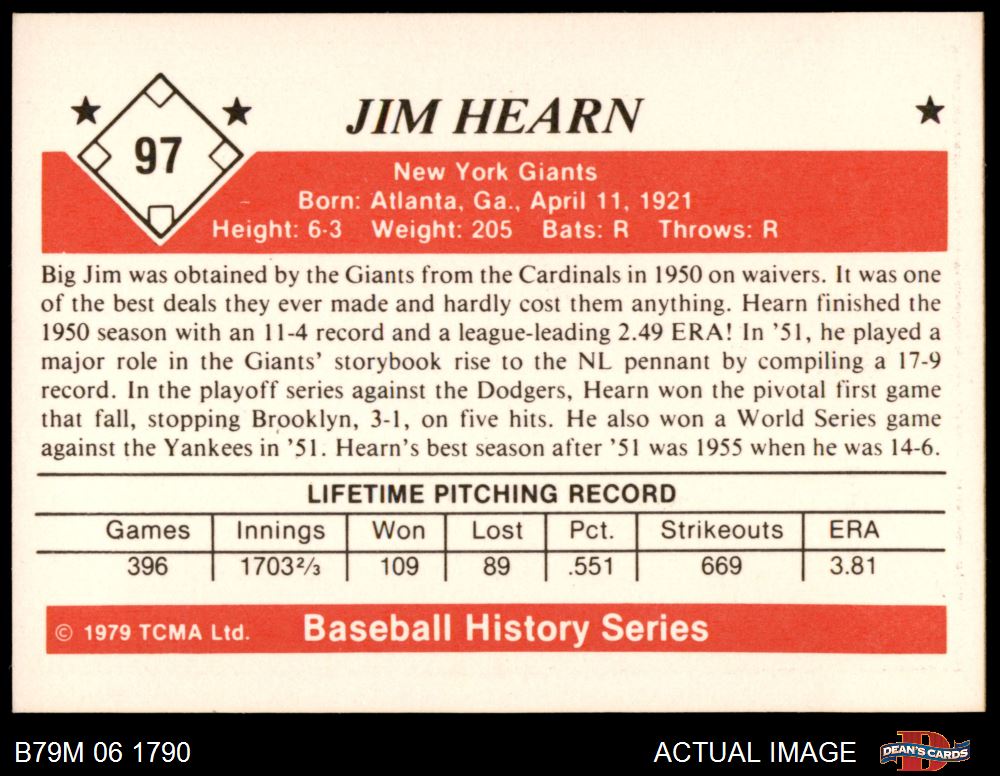 97
JIM HEARN
New York Giants
Born: Atlanta, Ga., April 11, 1921
Height: 6-3 Weight: 205 Bats: R Throws: R
Big Jim was obtained by the Giants from the Cardinals in 1950 on waivers. It was one
of the best deals they ever made and hardly cost them anything. Hearn finished the
1950 season with an 11-4 record and a league-leading 2.49 ERA! In ’51, he played a
major role in the Giants’ storybook rise to the NL pennant by compiling a 17-9
record. In the playoff series against the Dodgers, Hearn won the pivotal first game
that fall, stopping Brooklyn, 3-1, on five hits. He also won a World Series game
against the Yankees in ’51. Hearn’s best season after ’51 was 1955 when he was 14-6.
LIFETIME PITCHING RECORD
Games Innings Won Lost Pct. Strikeouts ERA
396 1703⅔ 109 89 .551 669 3.81
© 1979 TCMA Ltd. Baseball History Series
B79M 06 1790 ACTUAL IMAGE DEAN'S CARDS